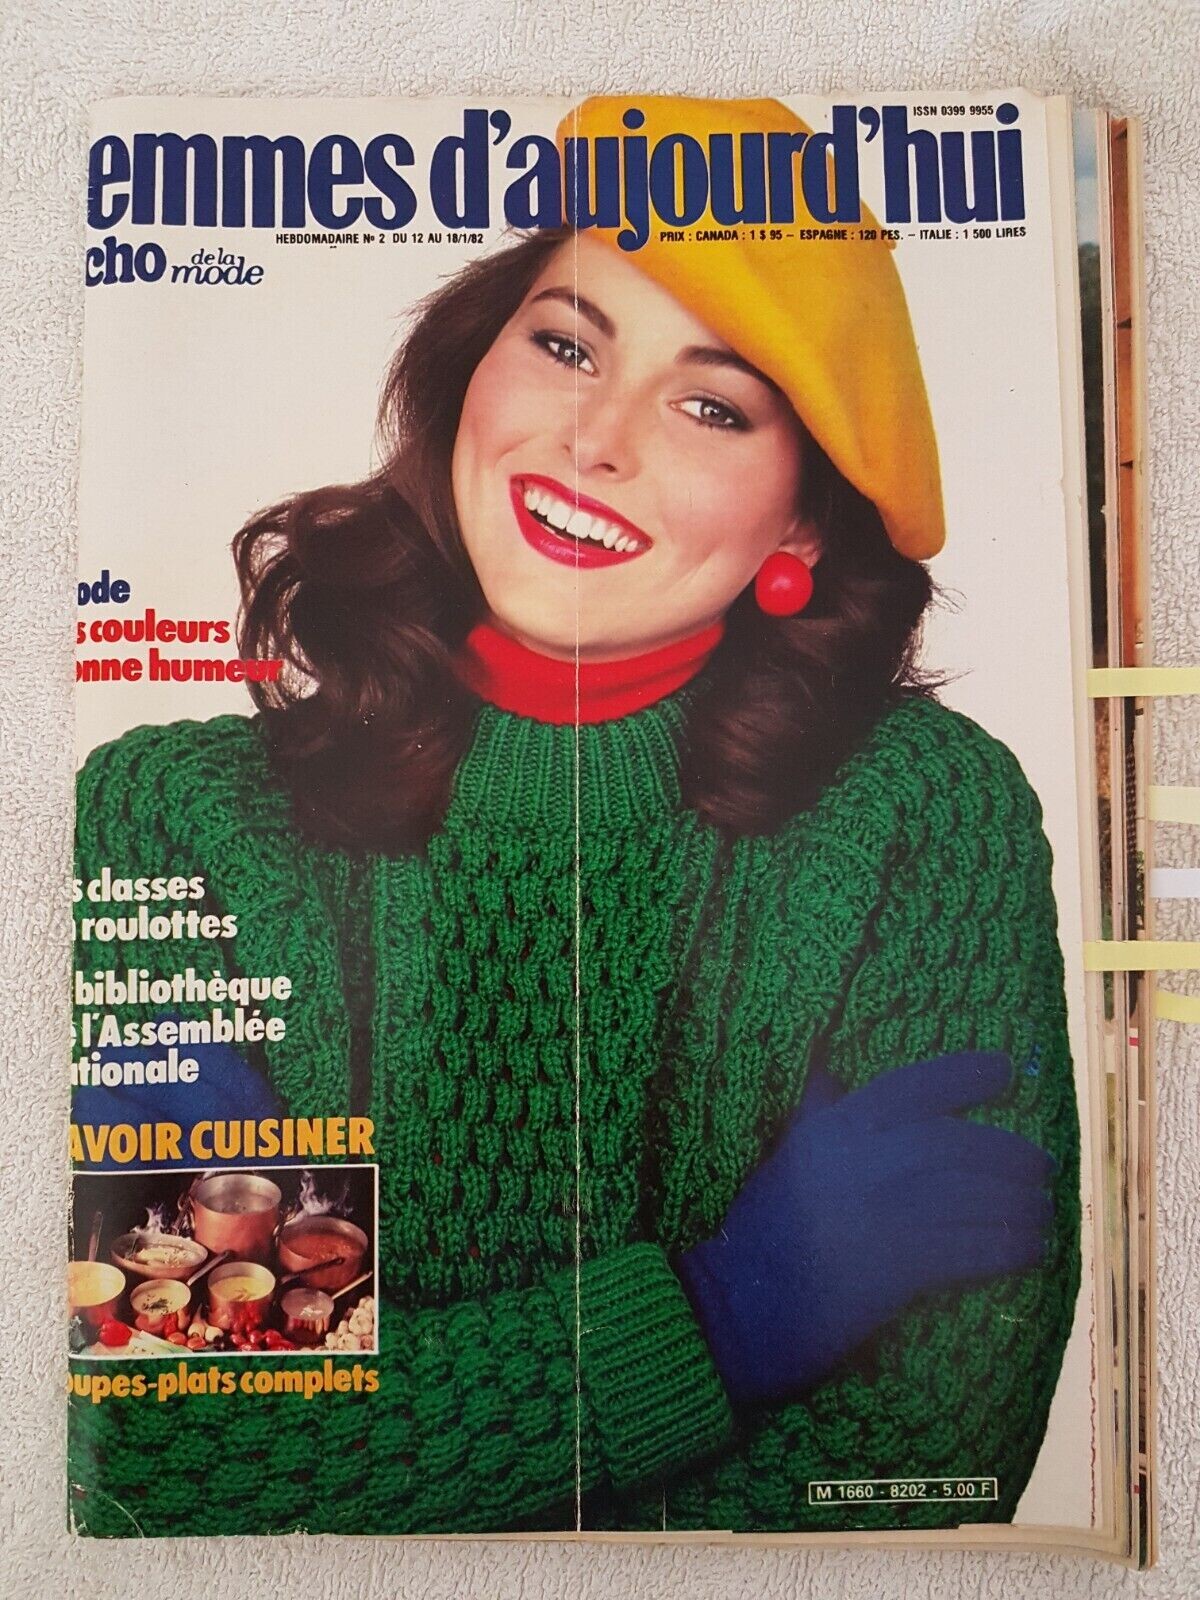 ISSN 0399 9955
emmes d'aujourd'hui
HEBDOMADAIRE Nº 2 DU 12 AU 18/1/82
PRIX : CANADA : 1 $ 95 – ESPAGNE : 120 PES. – ITALIE : 1 500 LIRES
cho de la mode
ode
s couleurs
onne humeur
s classes
roulottes
bibliothèque
l'Assemblée
ationale
AVOIR CUISINER
oupes-plats complets
M 1660 - 8202 - 5,00 F